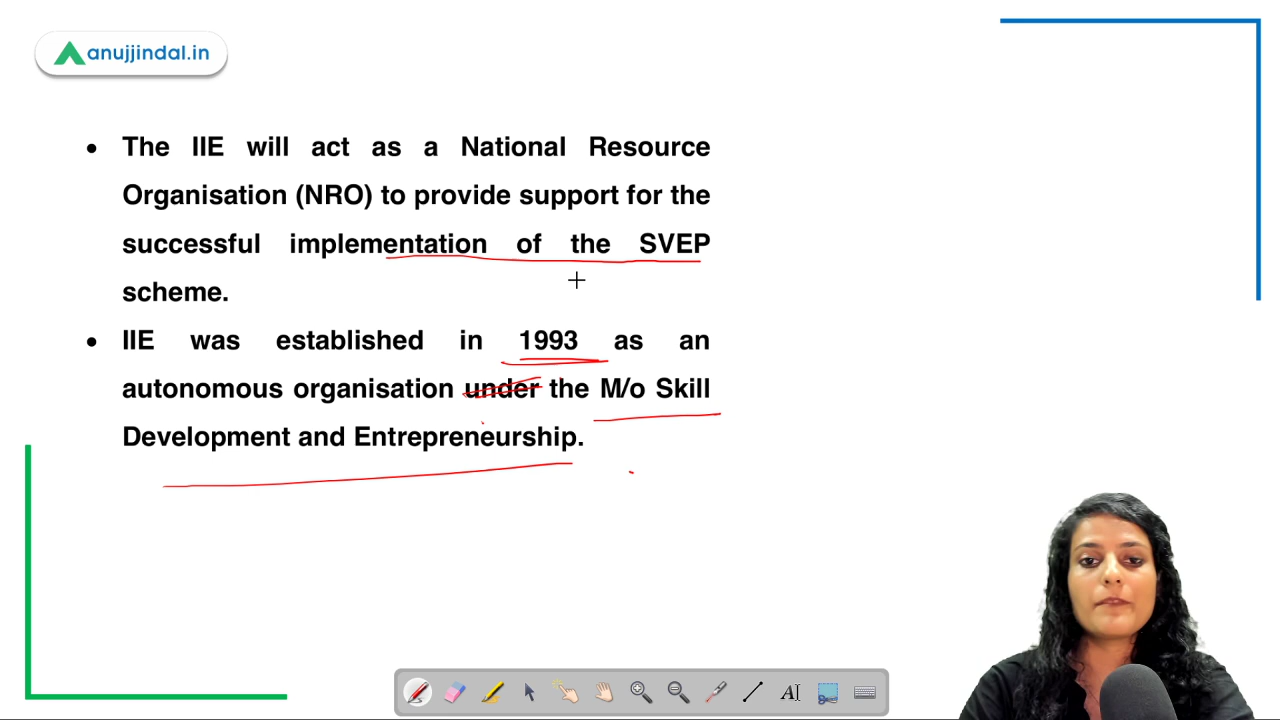 anujjindal.in
• The IIE will act as a National Resource
Organisation (NRO) to provide support for the
successful implementation of the SVEP
scheme.
• IIE was established in 1993 as an
autonomous organisation under the M/o Skill
Development and Entrepreneurship.
AI